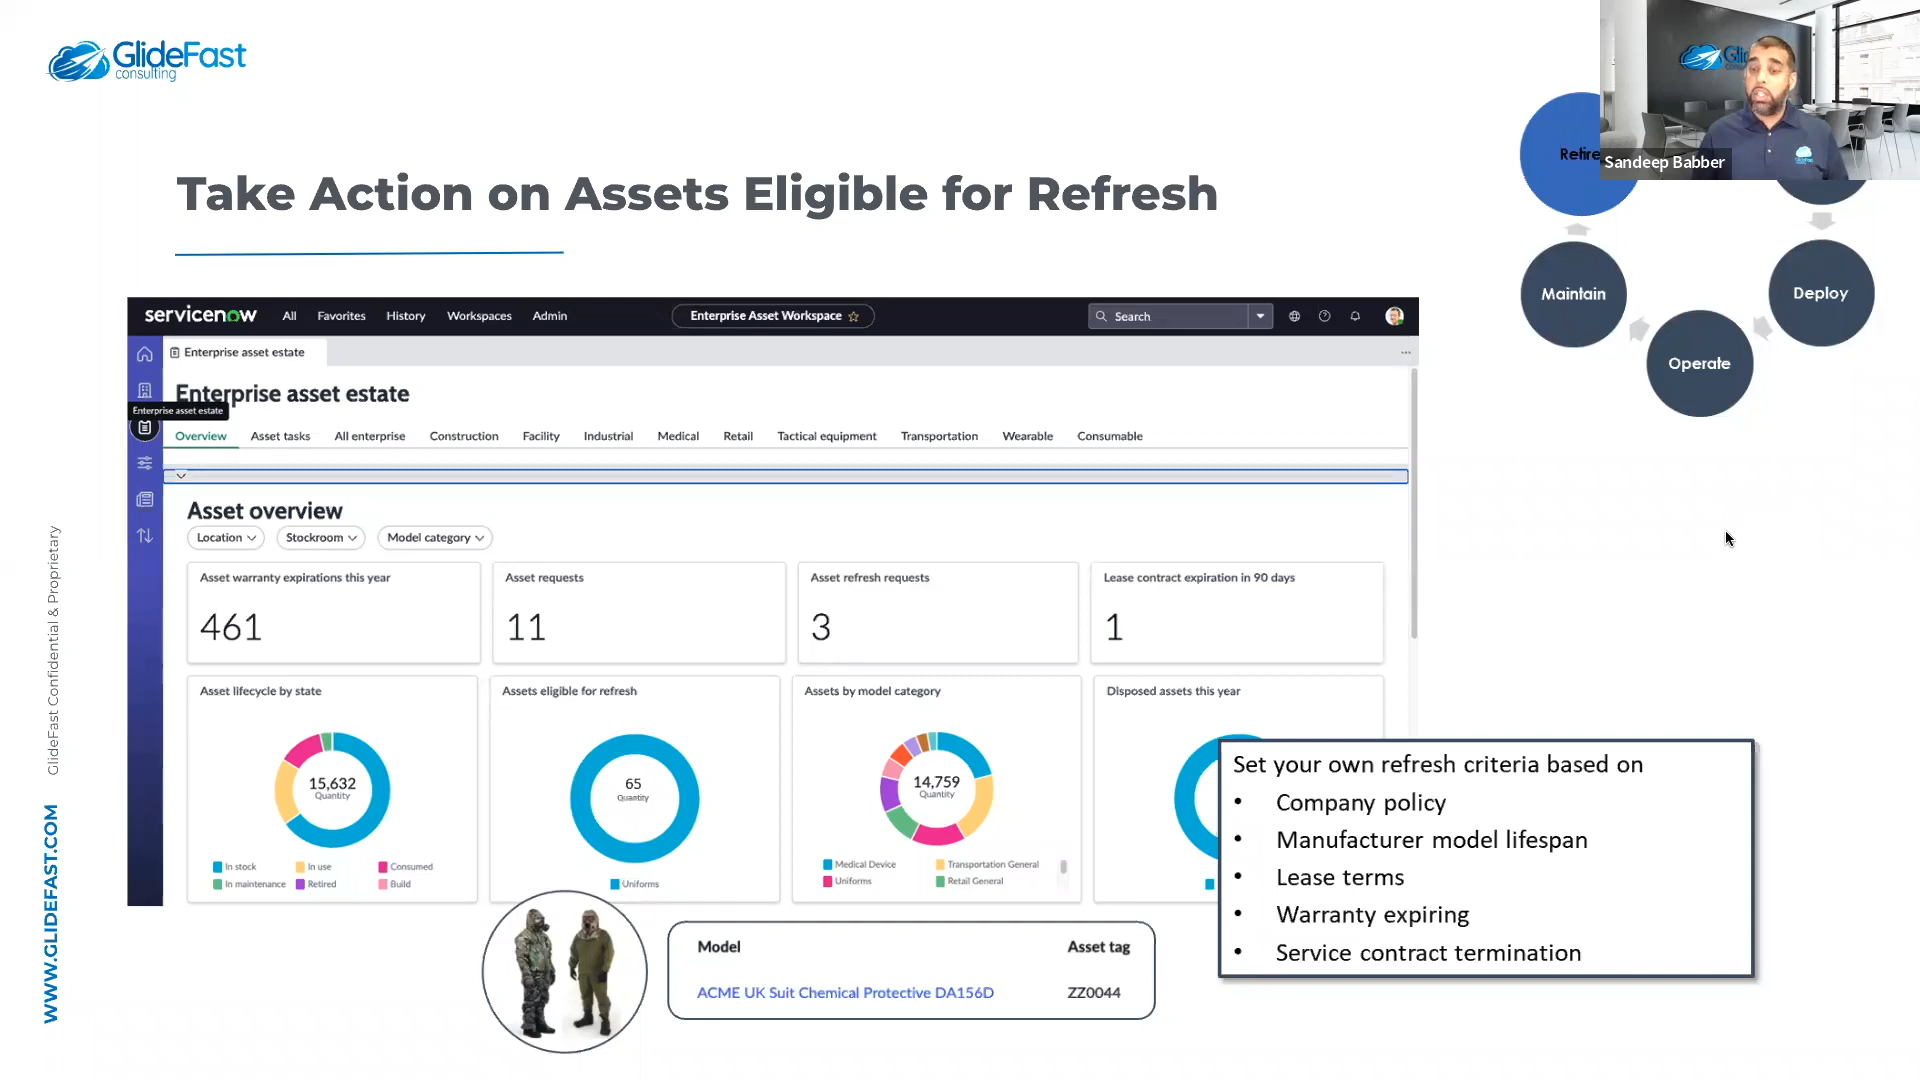 GlideFast
consulting
Take Action on Assets Eligible for Refresh
Sandeep Babber
Maintain
Deploy
Operate
servicenow
All
Favorites
History
Workspaces
Admin
Enterprise Asset Workspace
Search
Enterprise asset estate
Enterprise asset estate
Enterprise asset estate
Overview
Asset tasks
All enterprise
Construction
Facility
Industrial
Medical
Retail
Tactical equipment
Transportation
Wearable
Consumable
Asset overview
Location
Stockroom
Model category
Asset warranty expirations this year
461
Asset requests
11
Asset refresh requests
3
Lease contract expiration in 90 days
1
Asset lifecycle by state
15,632
Quantity
In stock
In use
Consumed
In maintenance
Retired
Build
Assets eligible for refresh
65
Quantity
Uniforms
Assets by model category
14,759
Quantity
Medical Device
Transportation General
Uniforms
Retail General
Disposed assets this year
Set your own refresh criteria based on
• Company policy
• Manufacturer model lifespan
• Lease terms
• Warranty expiring
• Service contract termination
Model
Asset tag
ACME UK Suit Chemical Protective DA156D
ZZ0044
WWW.GLIDEFAST.COM
GlideFast Confidential & Proprietary